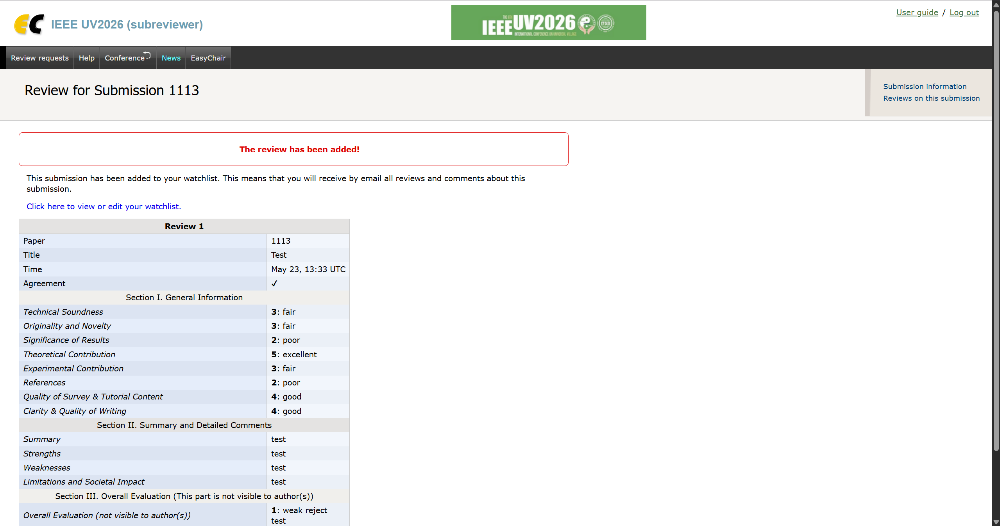 EC IEEE UV2026 (subreviewer)
THE 8TH
IEEE UV2026
INTERNATIONAL CONFERENCE ON UNIVERSAL VILLAGE
ITSS
User guide / Log out
Review requests Help Conference News EasyChair
Review for Submission 1113
Submission information
Reviews on this submission
The review has been added!
This submission has been added to your watchlist. This means that you will receive by email all reviews and comments about this
submission.
Click here to view or edit your watchlist.
Review 1
Paper 1113
Title Test
Time May 23, 13:33 UTC
Agreement ✓
Section I. General Information
Technical Soundness 3: fair
Originality and Novelty 3: fair
Significance of Results 2: poor
Theoretical Contribution 5: excellent
Experimental Contribution 3: fair
References 2: poor
Quality of Survey & Tutorial Content 4: good
Clarity & Quality of Writing 4: good
Section II. Summary and Detailed Comments
Summary test
Strengths test
Weaknesses test
Limitations and Societal Impact test
Section III. Overall Evaluation (This part is not visible to author(s))
Overall Evaluation (not visible to author(s)) 1: weak reject
test